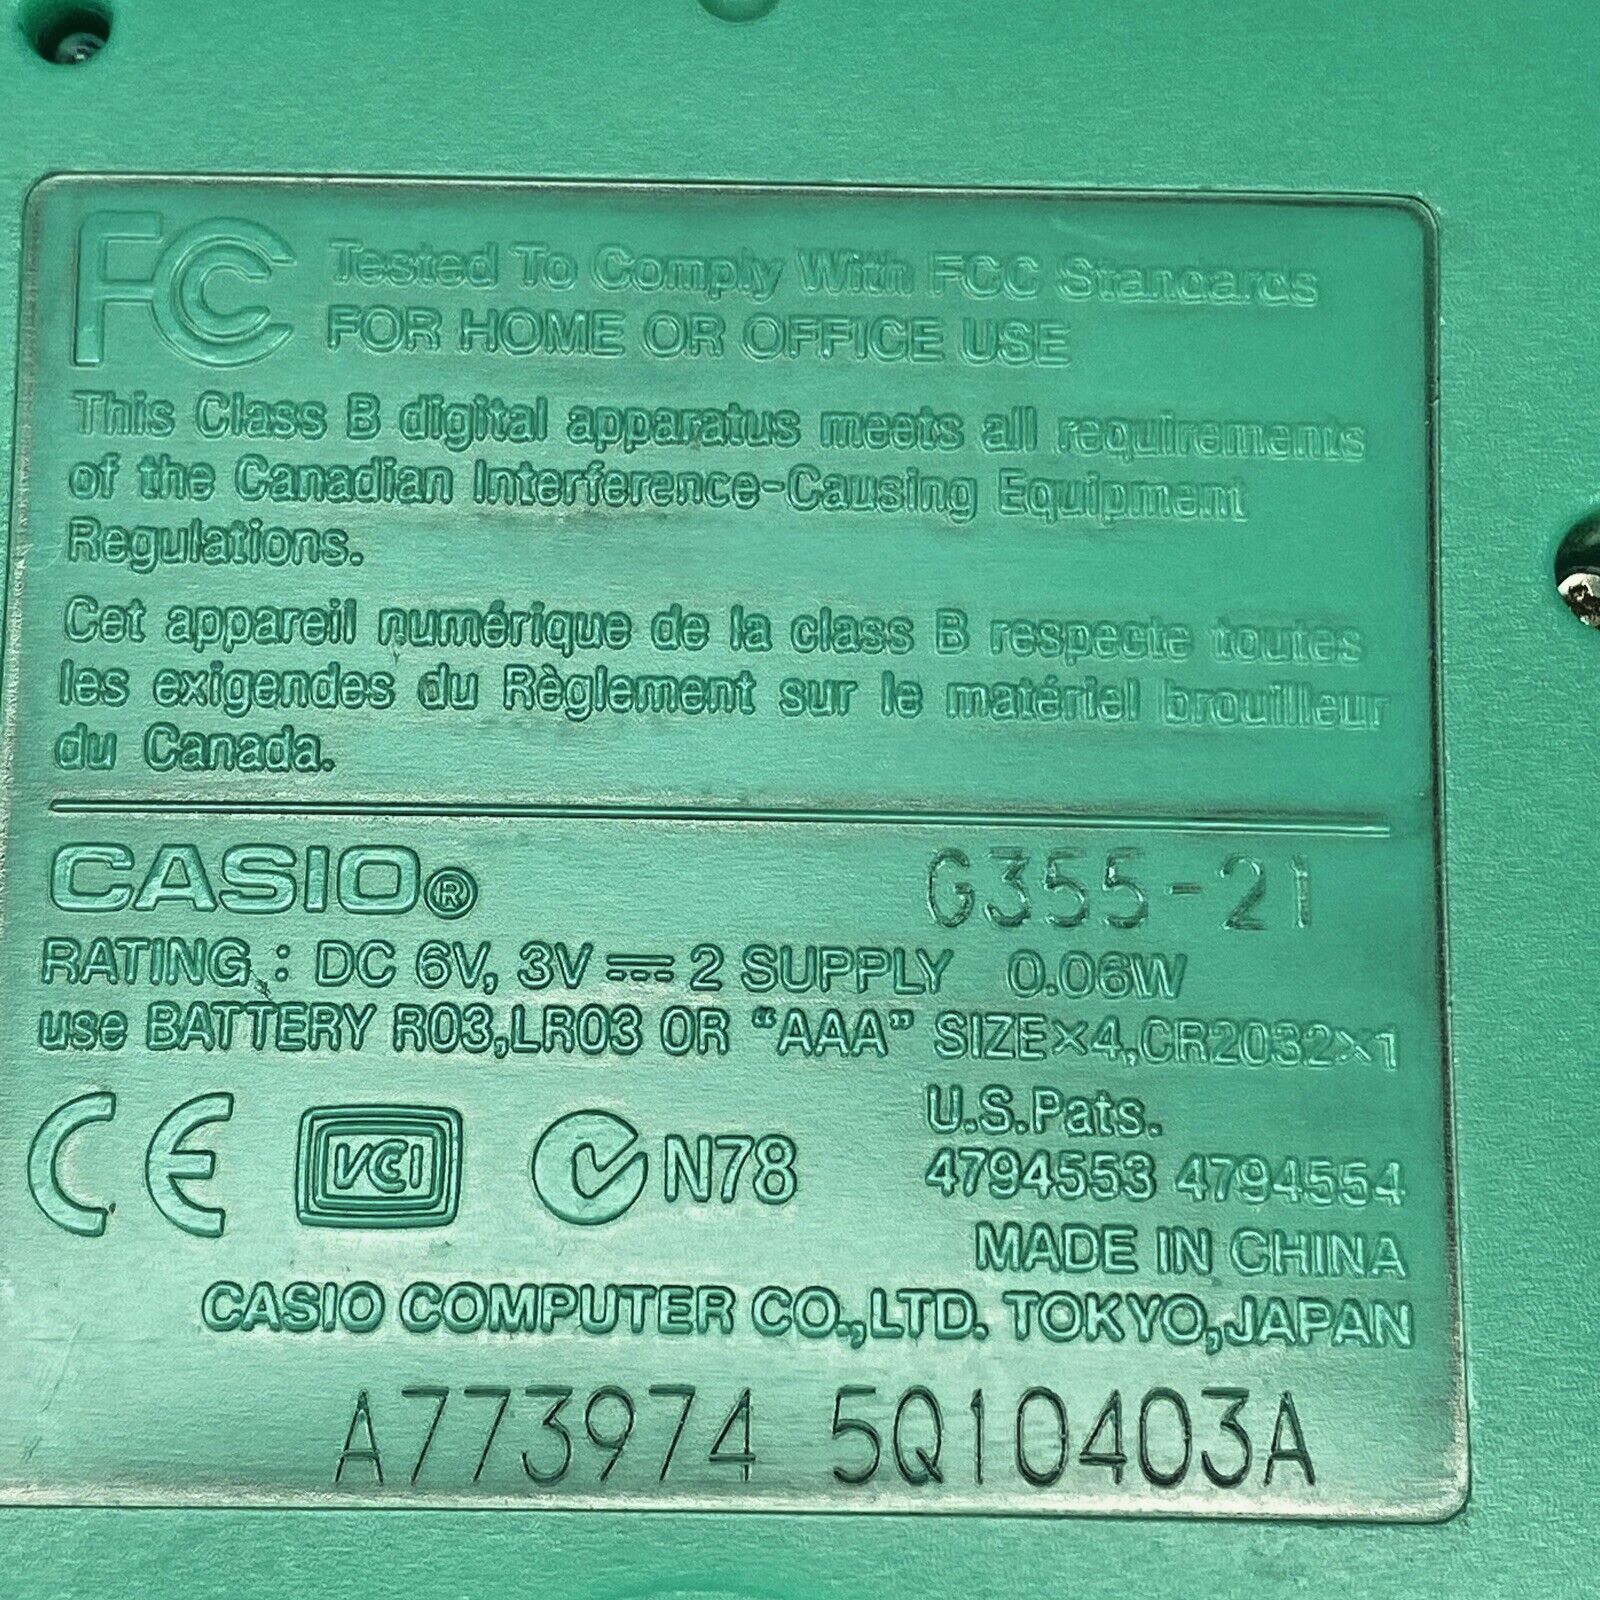 FCC Tested To Comply With FCC Standards
FOR HOME OR OFFICE USE
This Class B digital apparatus meets all requirements
of the Canadian Interference-Causing Equipment
Regulations.
Cet appareil numérique de la class B respecte toutes
les exigendes du Règlement sur le matériel brouilleur
du Canada.
CASIO® G355-21
RATING : DC 6V, 3V ⎓ 2 SUPPLY 0.06W
use BATTERY R03,LR03 OR “AAA” SIZE×4,CR2032×1
CE VCCI N78 U.S.Pats.
4794553 4794554
MADE IN CHINA
CASIO COMPUTER CO.,LTD. TOKYO,JAPAN
A773974 5Q10403A